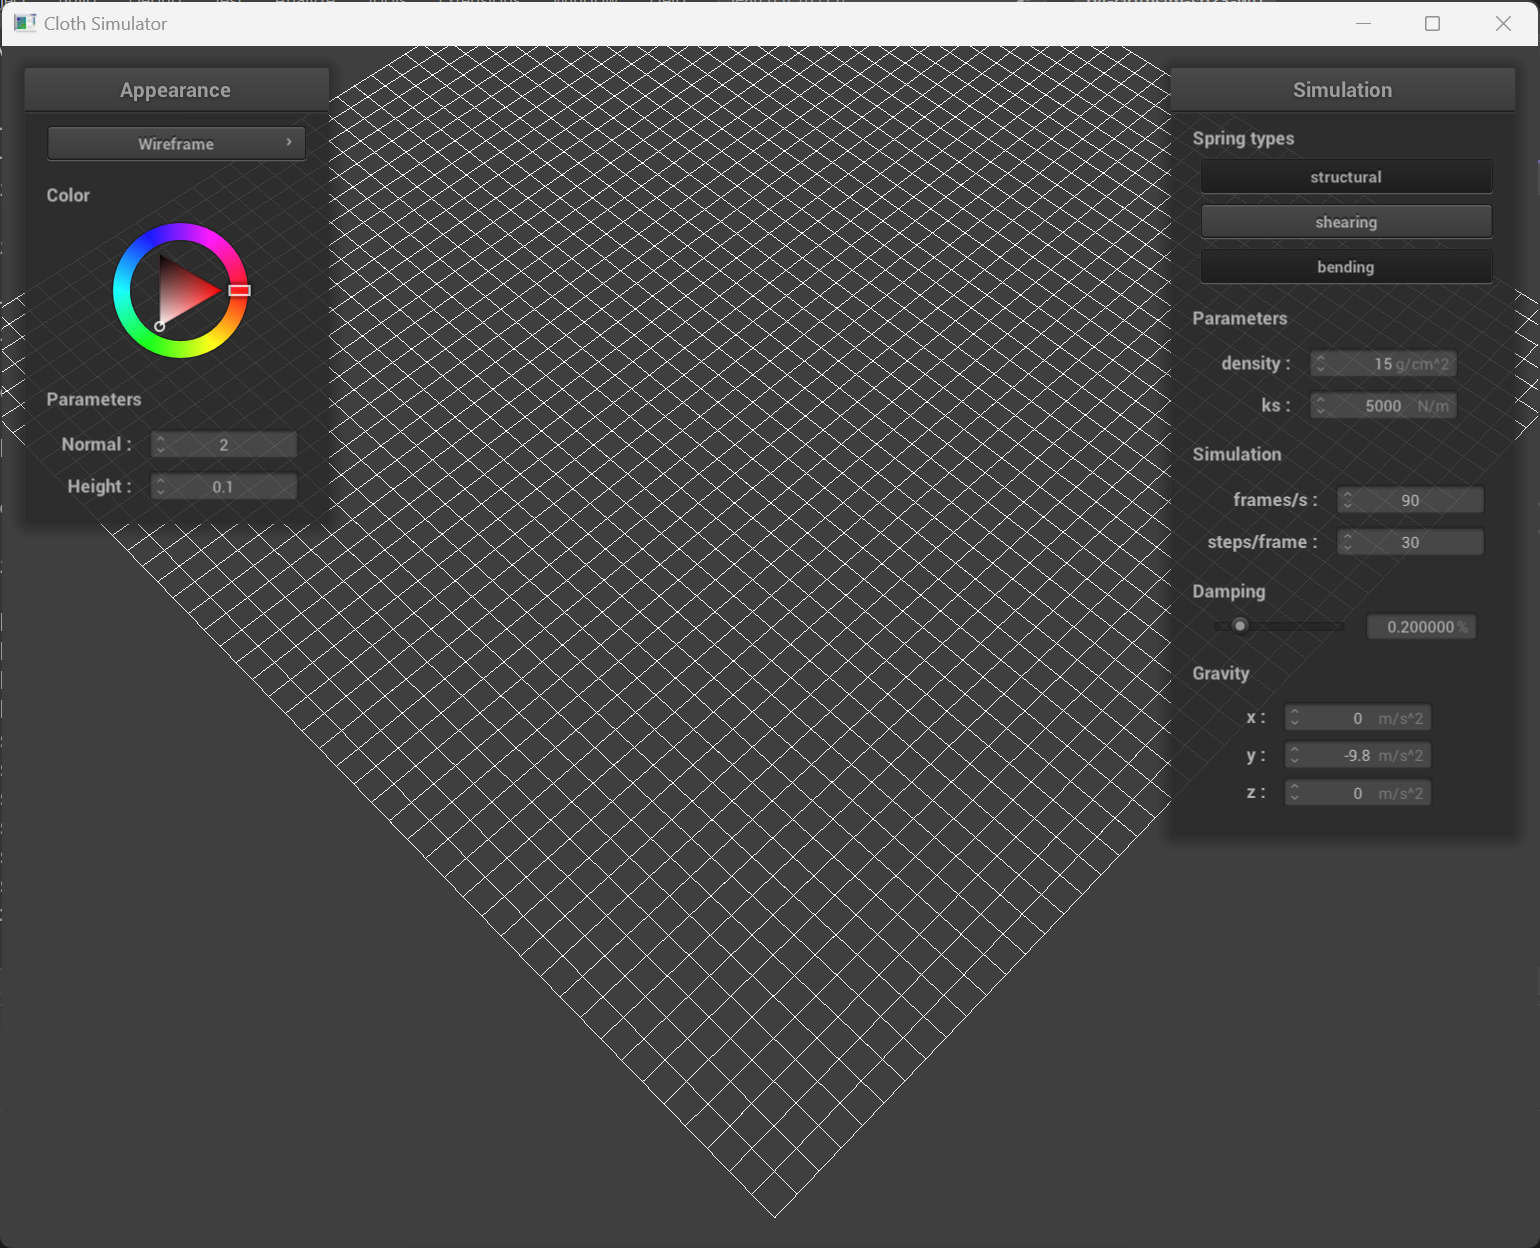 Cloth Simulator
Appearance
Wireframe
Color
Parameters
Normal : 2
Height : 0.1
Simulation
Spring types
structural
shearing
bending
Parameters
density : 15 g/cm^2
ks : 5000 N/m
Simulation
frames/s : 90
steps/frame : 30
Damping
0.200000 %
Gravity
x : 0 m/s^2
y : -9.8 m/s^2
z : 0 m/s^2